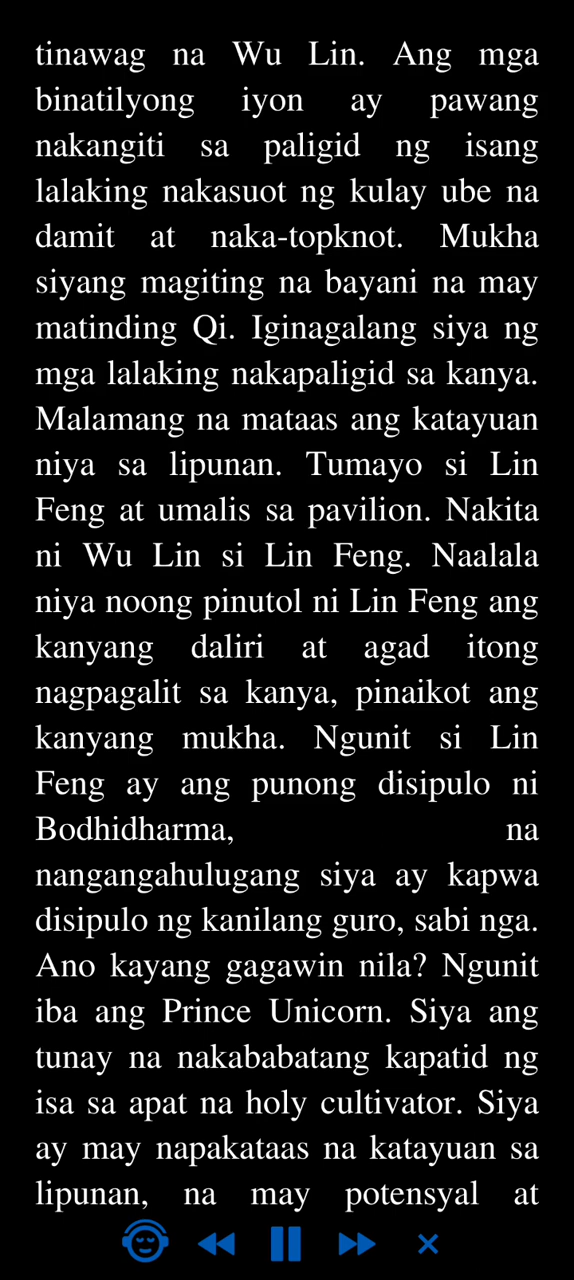 tinawag na Wu Lin. Ang mga
binatilyong iyon ay pawang
nakangiti sa paligid ng isang
lalaking nakasuot ng kulay ube na
damit at naka-topknot. Mukha
siyang magiting na bayani na may
matinding Qi. Iginagalang siya ng
mga lalaking nakapaligid sa kanya.
Malamang na mataas ang katayuan
niya sa lipunan. Tumayo si Lin
Feng at umalis sa pavilion. Nakita
ni Wu Lin si Lin Feng. Naalala
niya noong pinutol ni Lin Feng ang
kanyang daliri at agad itong
nagpagalit sa kanya, pinaikot ang
kanyang mukha. Ngunit si Lin
Feng ay ang punong disipulo ni
Bodhidharma, na
nangangahulugang siya ay kapwa
disipulo ng kanilang guro, sabi nga.
Ano kayang gagawin nila? Ngunit
iba ang Prince Unicorn. Siya ang
tunay na nakababatang kapatid ng
isa sa apat na holy cultivator. Siya
ay may napakataas na katayuan sa
lipunan, na may potensyal at